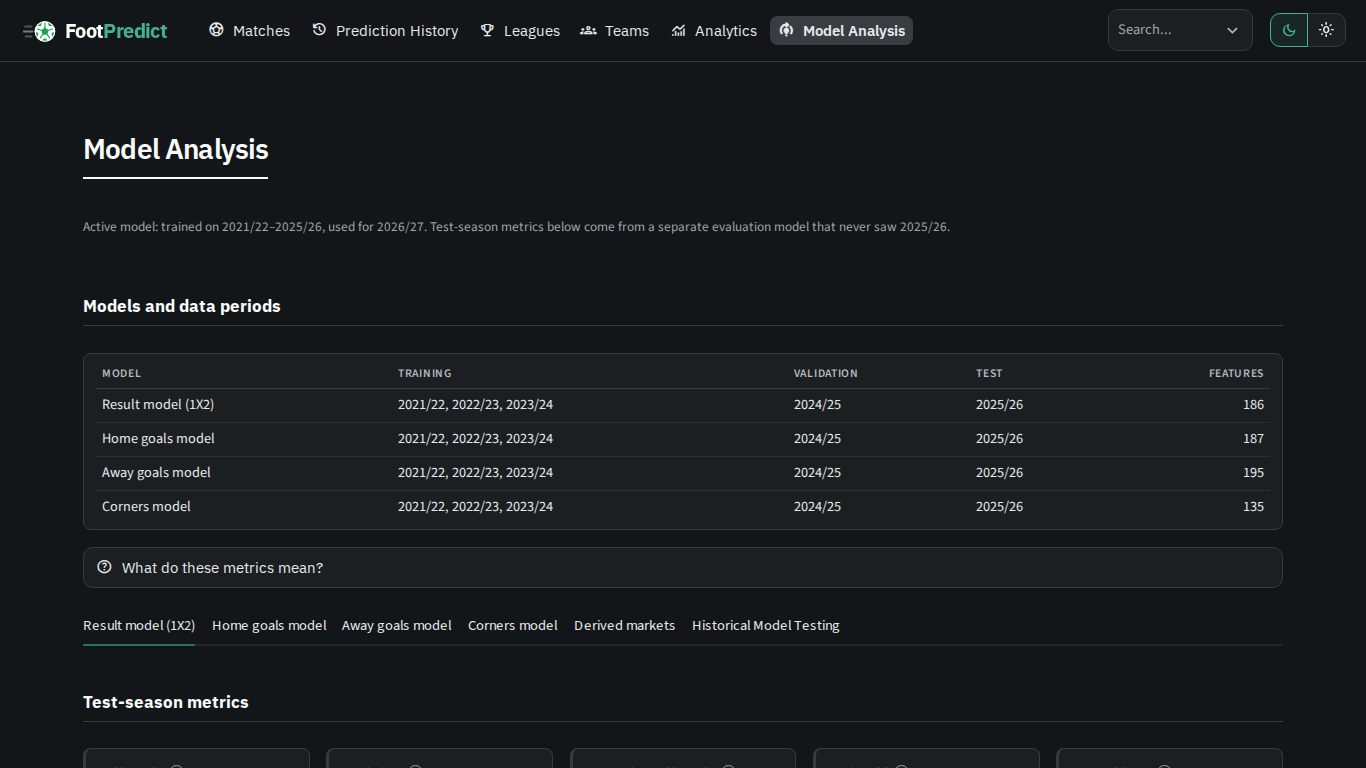 FootPredict Matches Prediction History Leagues Teams Analytics Model Analysis Search...
Model Analysis
Active model: trained on 2021/22–2025/26, used for 2026/27. Test-season metrics below come from a separate evaluation model that never saw 2025/26.
Models and data periods
MODEL TRAINING VALIDATION TEST FEATURES
Result model (1X2) 2021/22, 2022/23, 2023/24 2024/25 2025/26 186
Home goals model 2021/22, 2022/23, 2023/24 2024/25 2025/26 187
Away goals model 2021/22, 2022/23, 2023/24 2024/25 2025/26 195
Corners model 2021/22, 2022/23, 2023/24 2024/25 2025/26 135
What do these metrics mean?
Result model (1X2) Home goals model Away goals model Corners model Derived markets Historical Model Testing
Test-season metrics